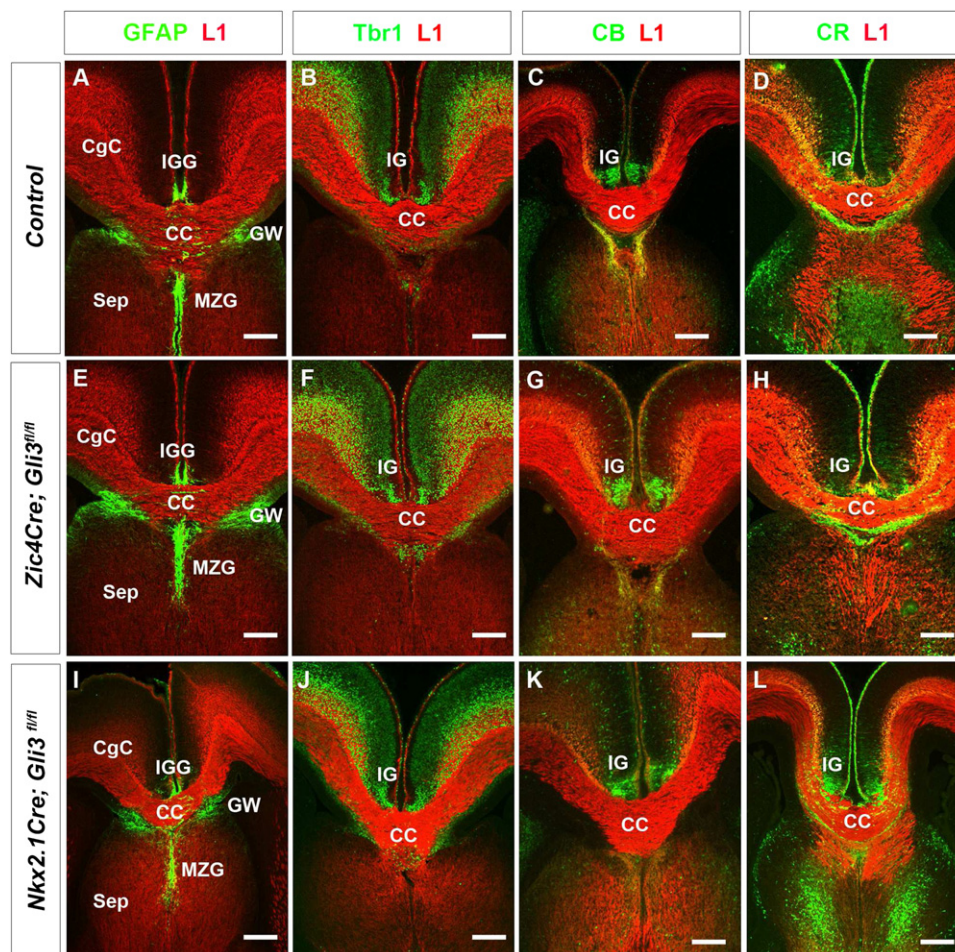 GFAP L1
Tbr1 L1
CB L1
CR L1
Control
A
CgC
IGG
CC
GW
Sep
MZG
B
IG
CC
C
IG
CC
D
IG
CC
Zic4Cre; Gli3fl/fl
E
CgC
IGG
CC
GW
MZG
Sep
F
IG
CC
G
IG
CC
H
IG
CC
Nkx2.1Cre; Gli3 fl/fl
I
CgC
IGG
CC
GW
MZG
Sep
J
IG
CC
K
IG
CC
L
IG
CC